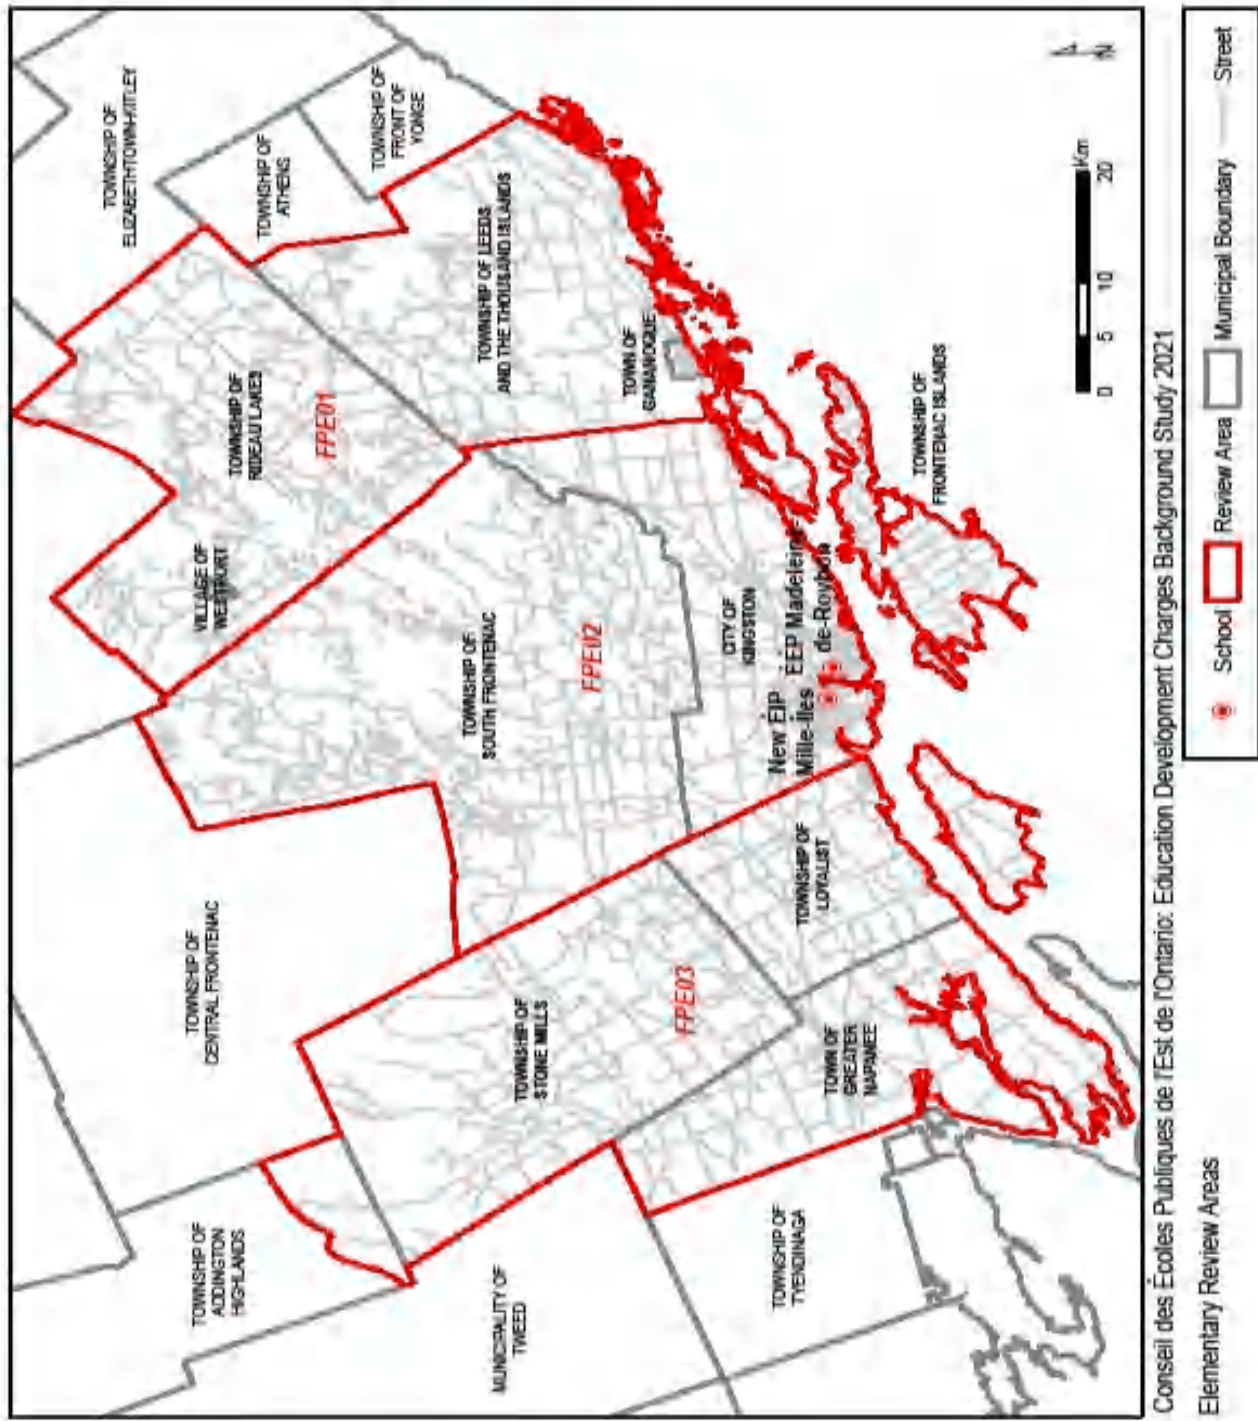 TOWNSHIP OF
ADDINGTON
HIGHLANDS
TOWNSHIP OF
CENTRAL FRONTENAC
TOWNSHIP OF
ELIZABETHTOWN-KITLEY
VILLAGE OF
WESTPORT
TOWNSHIP OF
RIDEAU LAKES
FPE01
TOWNSHIP OF
ATHENS
TOWNSHIP OF
FRONT OF
YONGE
MUNICIPALITY OF
TWEED
TOWNSHIP OF
STONE MILLS
TOWNSHIP OF
SOUTH FRONTENAC
TOWNSHIP OF LEEDS
AND THE THOUSAND ISLANDS
FPE02
FPE03
TOWN OF
GANANOQUE
CITY OF
KINGSTON
TOWNSHIP OF
TYENDINAGA
TOWN OF
GREATER
NAPANEE
TOWNSHIP OF
LOYALIST
New ÉIP
Mille-Îles
ÉEP Madeleine-
de-Roybon
TOWNSHIP OF
FRONTENAC ISLANDS
0 5 10 20 Km
N
Conseil des Écoles Publiques de l'Est de l'Ontario: Education Development Charges Background Study 2021
Elementary Review Areas
School Review Area Municipal Boundary Street